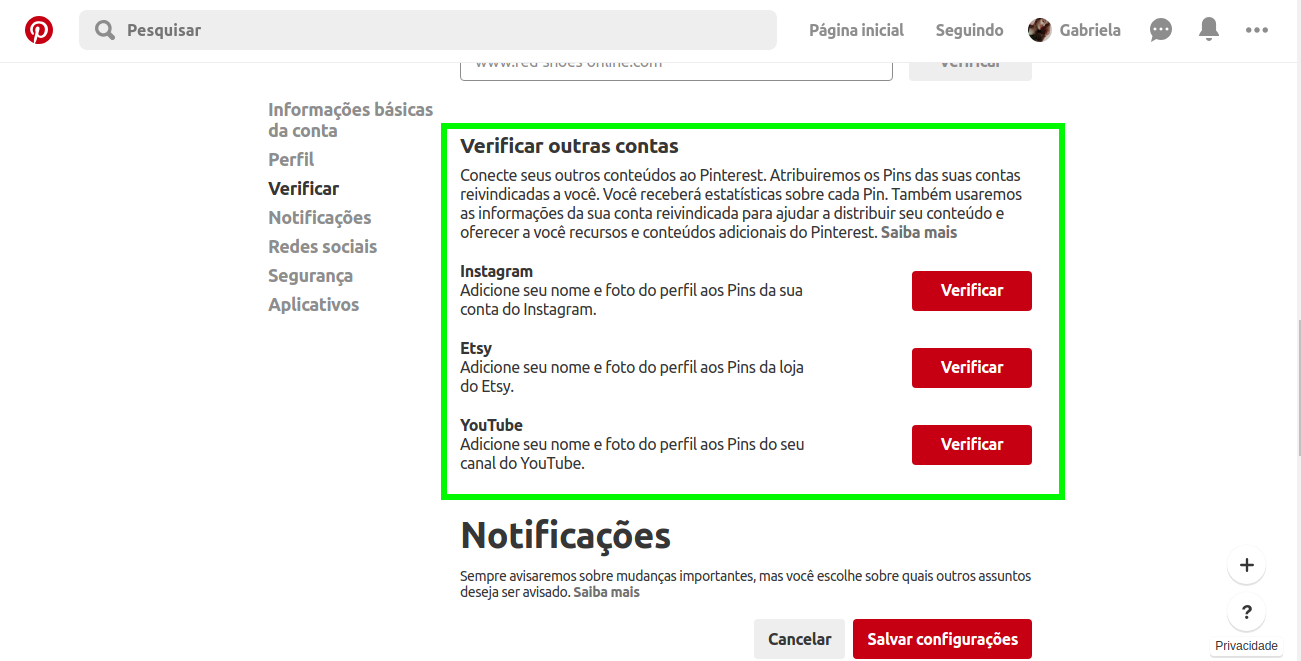 Pesquisar
Página inicial
Seguindo
Gabriela
www.red-shoes-online.com
Verificar
Informações básicas
da conta
Perfil
Verificar
Notificações
Redes sociais
Segurança
Aplicativos
Verificar outras contas
Conecte seus outros conteúdos ao Pinterest. Atribuiremos os Pins das suas contas
reivindicadas a você. Você receberá estatísticas sobre cada Pin. Também usaremos
as informações da sua conta reivindicada para ajudar a distribuir seu conteúdo e
oferecer a você recursos e conteúdos adicionais do Pinterest. Saiba mais
Instagram
Adicione seu nome e foto do perfil aos Pins da sua
conta do Instagram.
Verificar
Etsy
Adicione seu nome e foto do perfil aos Pins da loja
do Etsy.
Verificar
YouTube
Adicione seu nome e foto do perfil aos Pins do seu
canal do YouTube.
Verificar
Notificações
Sempre avisaremos sobre mudanças importantes, mas você escolhe sobre quais outros assuntos
deseja ser avisado. Saiba mais
Cancelar
Salvar configurações
+
?
Privacidade